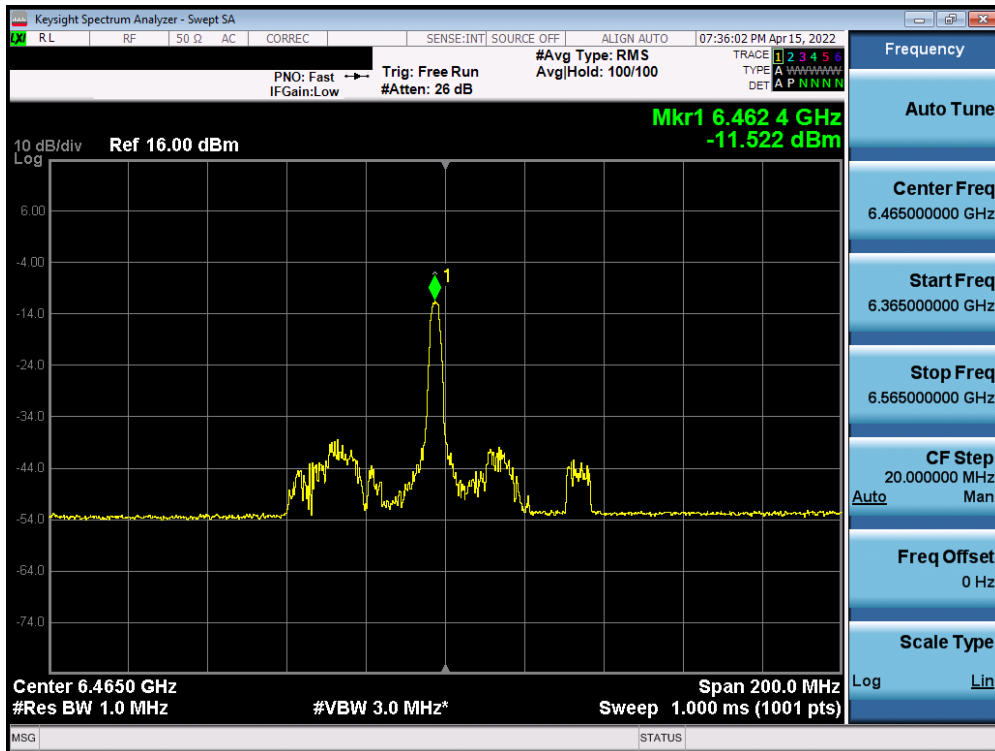 Keysight Spectrum Analyzer - Swept SA
LXI RL RF 50 Ω AC CORREC SENSE:INT SOURCE OFF ALIGN AUTO 07:36:02 PM Apr 15, 2022
PNO: Fast
IFGain:Low
Trig: Free Run
#Atten: 26 dB
#Avg Type: RMS
Avg|Hold: 100/100
TRACE 1 2 3 4 5 6
TYPE A WWWWW
DET A P N N N N
Mkr1 6.462 4 GHz
-11.522 dBm
10 dB/div Ref 16.00 dBm
Log
6.00
-4.00
-14.0
-24.0
-34.0
-44.0
-54.0
-64.0
-74.0
1
Center 6.4650 GHz Span 200.0 MHz
#Res BW 1.0 MHz #VBW 3.0 MHz* Sweep 1.000 ms (1001 pts)
MSG STATUS
Frequency
Auto Tune
Center Freq
6.465000000 GHz
Start Freq
6.365000000 GHz
Stop Freq
6.565000000 GHz
CF Step
20.000000 MHz
Auto Man
Freq Offset
0 Hz
Scale Type
Log Lin